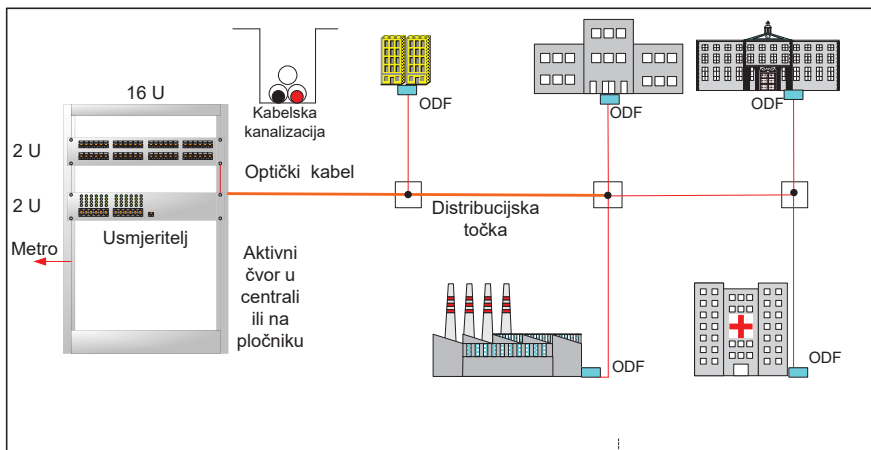 16 U
2 U
2 U
Metro
Usmjeritelj
Kabelska
kanalizacija
Optički kabel
Aktivni
čvor u
centrali
ili na
pločniku
Distribucijska
točka
ODF
ODF
ODF
ODF
ODF